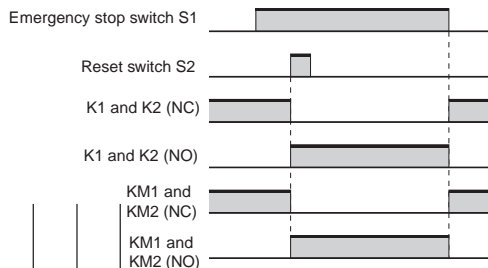 Emergency stop switch S1
Reset switch S2
K1 and K2 (NC)
K1 and K2 (NO)
KM1 and
KM2 (NC)
KM1 and
KM2 (NO)